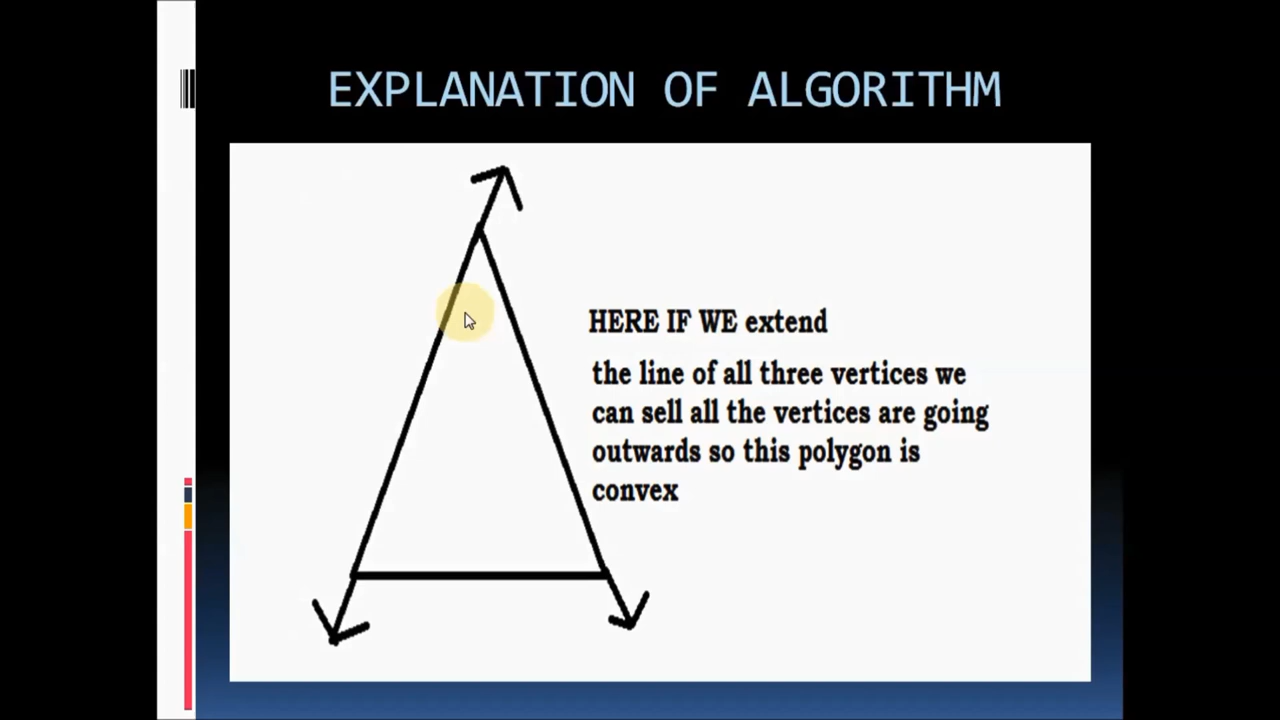 EXPLANATION OF ALGORITHM
HERE IF WE extend
the line of all three vertices we
can sell all the vertices are going
outwards so this polygon is
convex